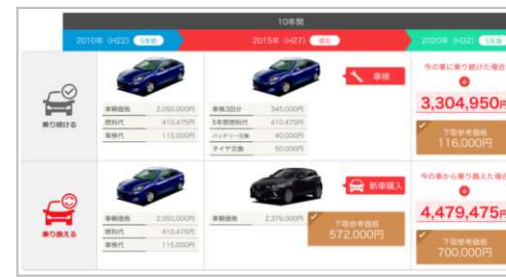 10年間
2010年 (H22) 5年前
2015年 (H27) 現在
2020年 (H32) 5年後
乗り続ける
車輌価格 2,050,000円
燃料代 410,475円
車検代 115,000円
車検
車検3回分 345,000円
5年間燃料代 410,475円
バッテリー交換 40,000円
タイヤ交換 50,000円
今の車に乗り続けた場合
3,304,950円
下取参考価格
116,000円
乗り換える
車輌価格 2,050,000円
燃料代 410,475円
車検代 115,000円
新車購入
車輌価格 2,376,000円
下取参考価格
572,000円
今の車から乗り換えた場合
4,479,475円
下取参考価格
700,000円